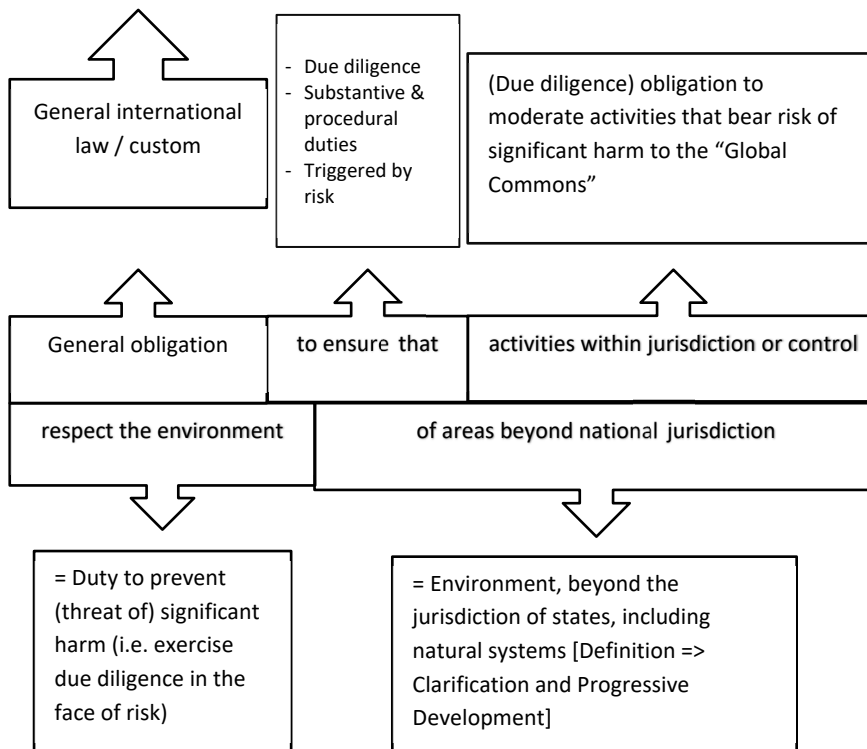 General international
law / custom
- Due diligence
- Substantive &
procedural
duties
- Triggered by
risk
(Due diligence) obligation to
moderate activities that bear risk of
significant harm to the “Global
Commons”
General obligation
to ensure that
activities within jurisdiction or control
respect the environment
of areas beyond national jurisdiction
= Duty to prevent
(threat of) significant
harm (i.e. exercise
due diligence in the
face of risk)
= Environment, beyond the
jurisdiction of states, including
natural systems [Definition =>
Clarification and Progressive
Development]